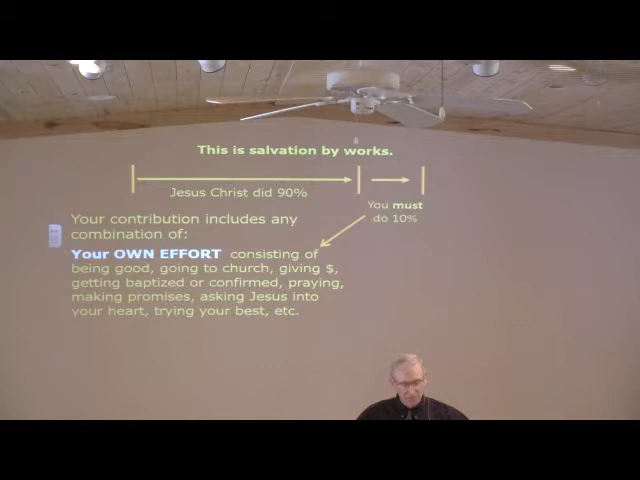 This is salvation by works.
Jesus Christ did 90%
You must
do 10%
Your contribution includes any
combination of:
Your OWN EFFORT consisting of
being good, going to church, giving $,
getting baptized or confirmed, praying,
making promises, asking Jesus into
your heart, trying your best, etc.